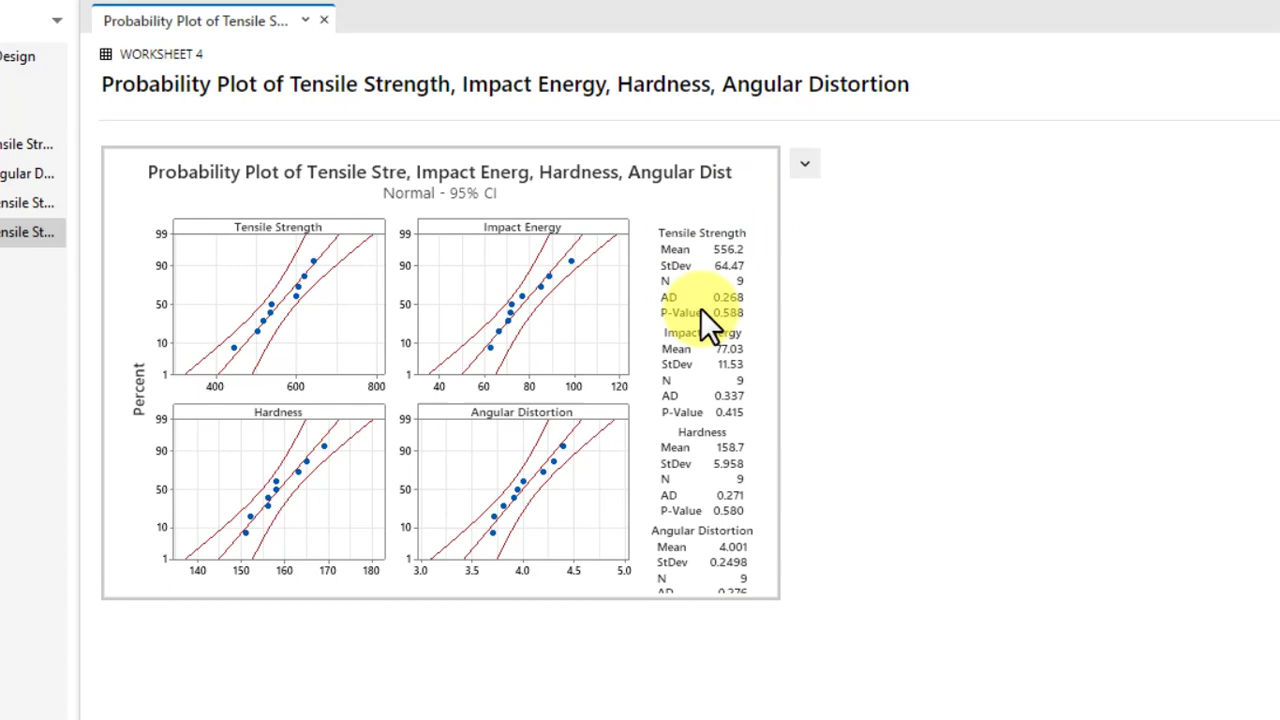 Probability Plot of Tensile S...
Design
WORKSHEET 4
Probability Plot of Tensile Strength, Impact Energy, Hardness, Angular Distortion
nsile Str...
gular D...
ensile St...
ensile St...
Probability Plot of Tensile Stre, Impact Energ, Hardness, Angular Dist
Normal - 95% CI
Percent
Tensile Strength
99
90
50
10
1
400 600 800
Impact Energy
99
90
50
10
1
40 60 80 100 120
Hardness
99
90
50
10
1
140 150 160 170 180
Angular Distortion
99
90
50
10
1
3.0 3.5 4.0 4.5 5.0
Tensile Strength
Mean 556.2
StDev 64.47
N 9
AD 0.268
P-Value 0.588
Mean 77.03
StDev 11.53
N 9
AD 0.337
P-Value 0.415
Hardness
Mean 158.7
StDev 5.958
N 9
AD 0.271
P-Value 0.580
Angular Distortion
Mean 4.001
StDev 0.2498
N 9